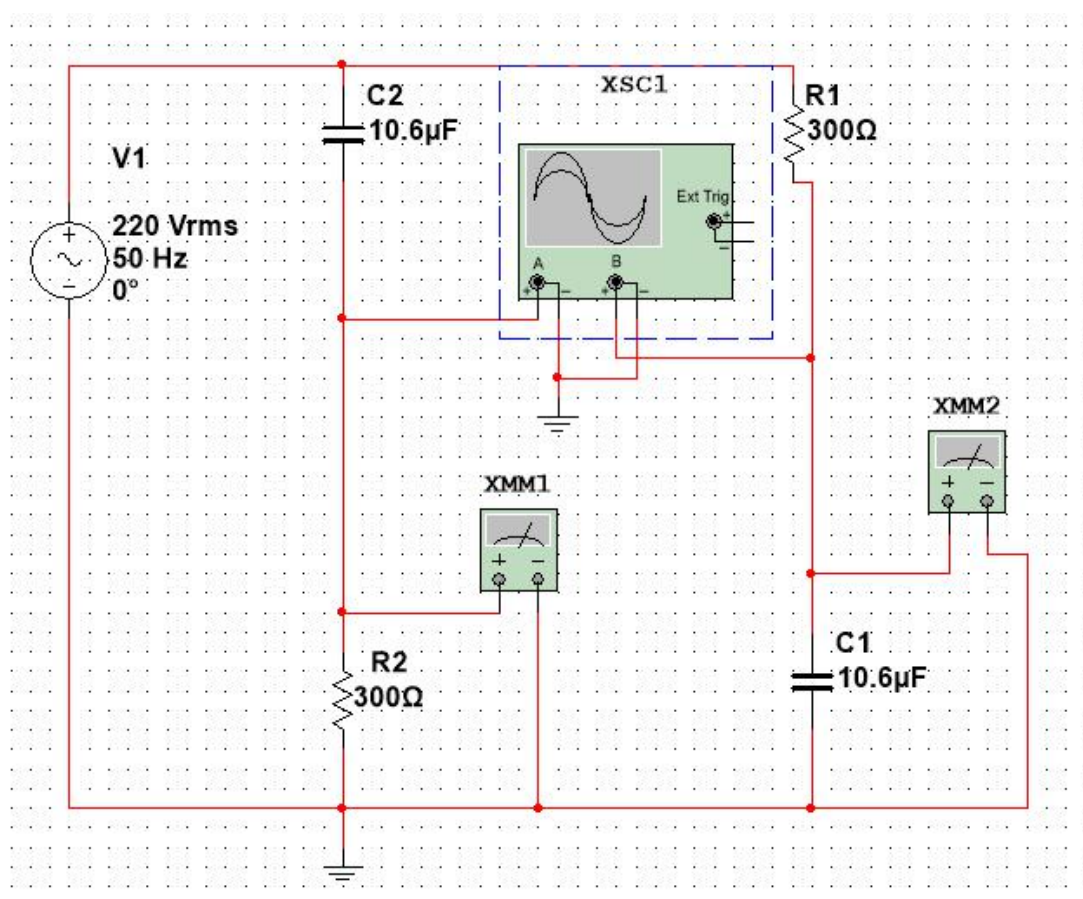 XSC1
C2
10.6µF
R1
300Ω
V1
Ext Trig
+
−
220 Vrms
50 Hz
0°
+
−
A
B
+
−
+
−
XMM2
+
−
XMM1
+
−
C1
10.6µF
R2
300Ω